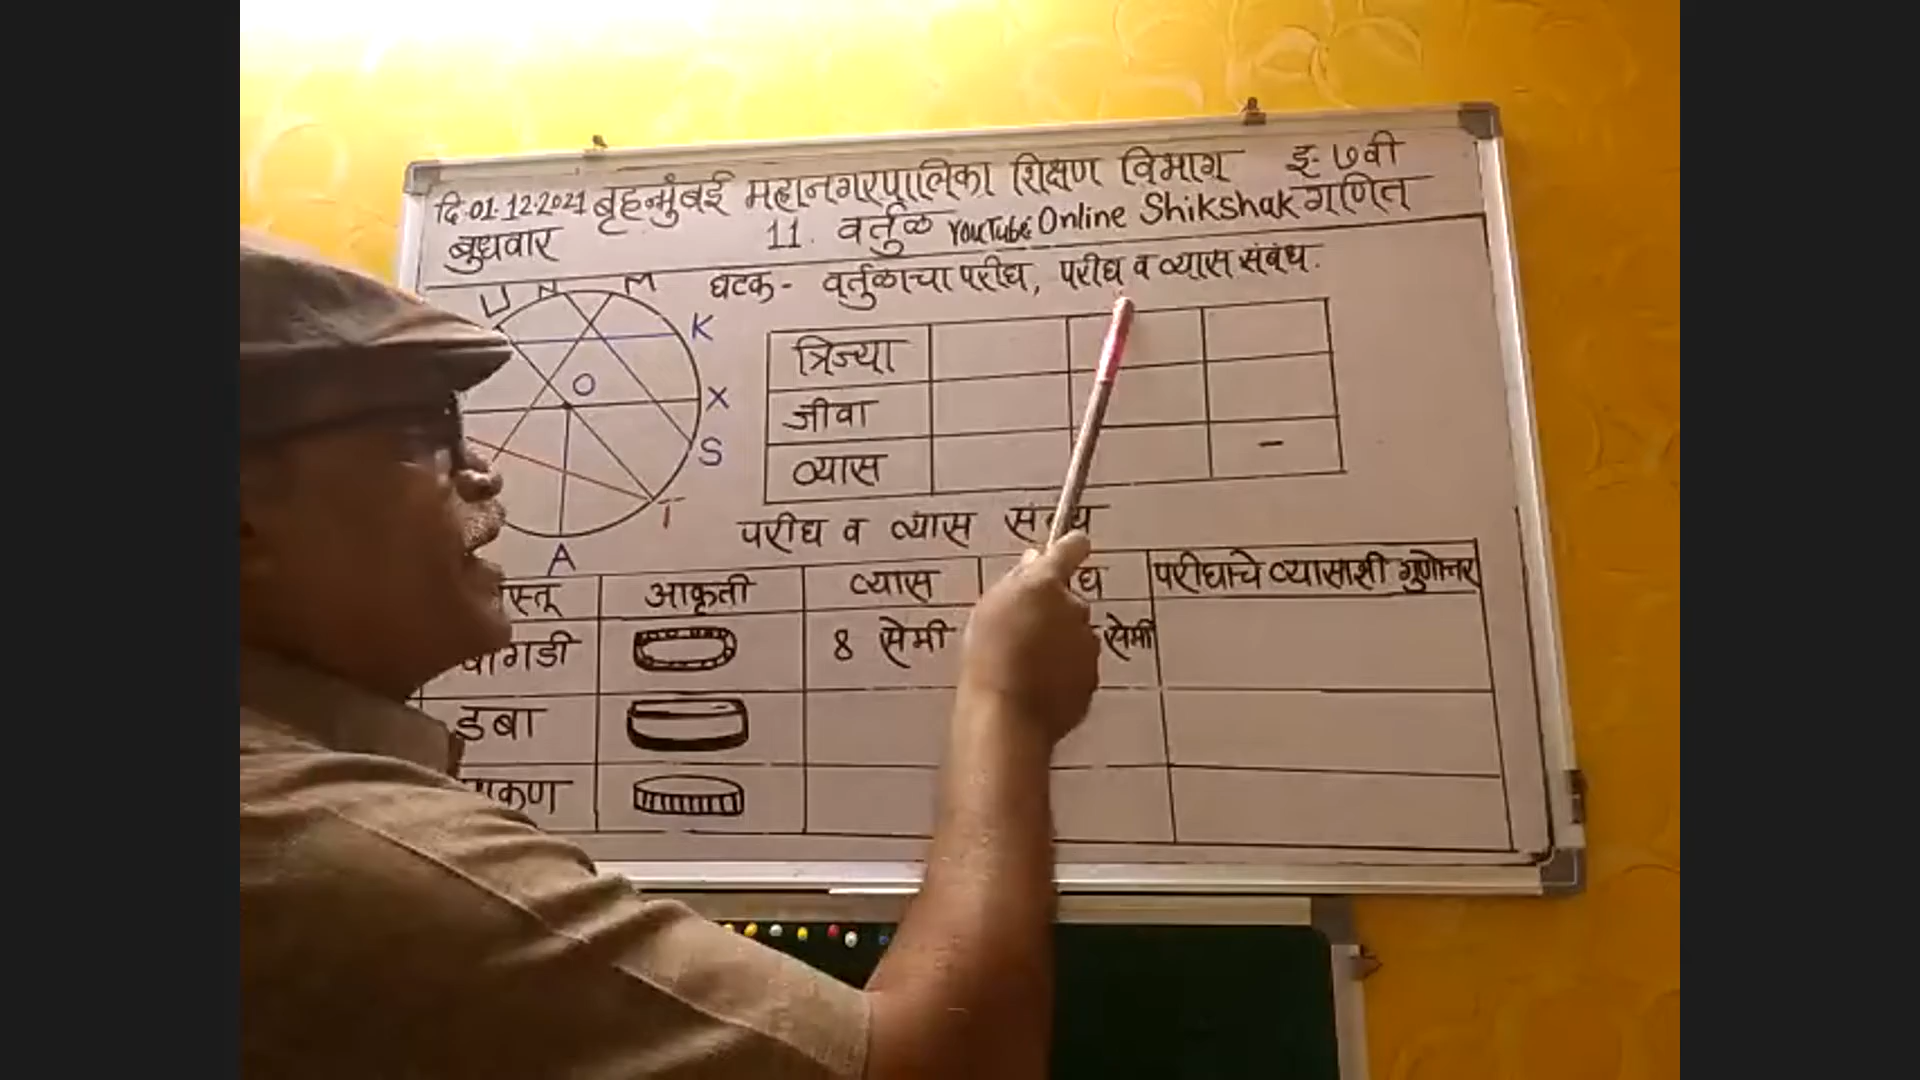 बृहन्मुंबई महानगरपालिका शिक्षण विभाग इ. ७वी
दि.01.12.2021
11. वर्तुळ YouTube Online Shikshak गणित
बुधवार
घटक - वर्तुळाचा परीघ, परीघ व व्यास संबंध.
U N M
K
O
X
S
T
A
त्रिज्या
जीवा
व्यास -
परीघ व व्यास
आकृती व्यास परीघाचे व्यासाशी गुणोत्तर
8 सेमी सेमी
डबा